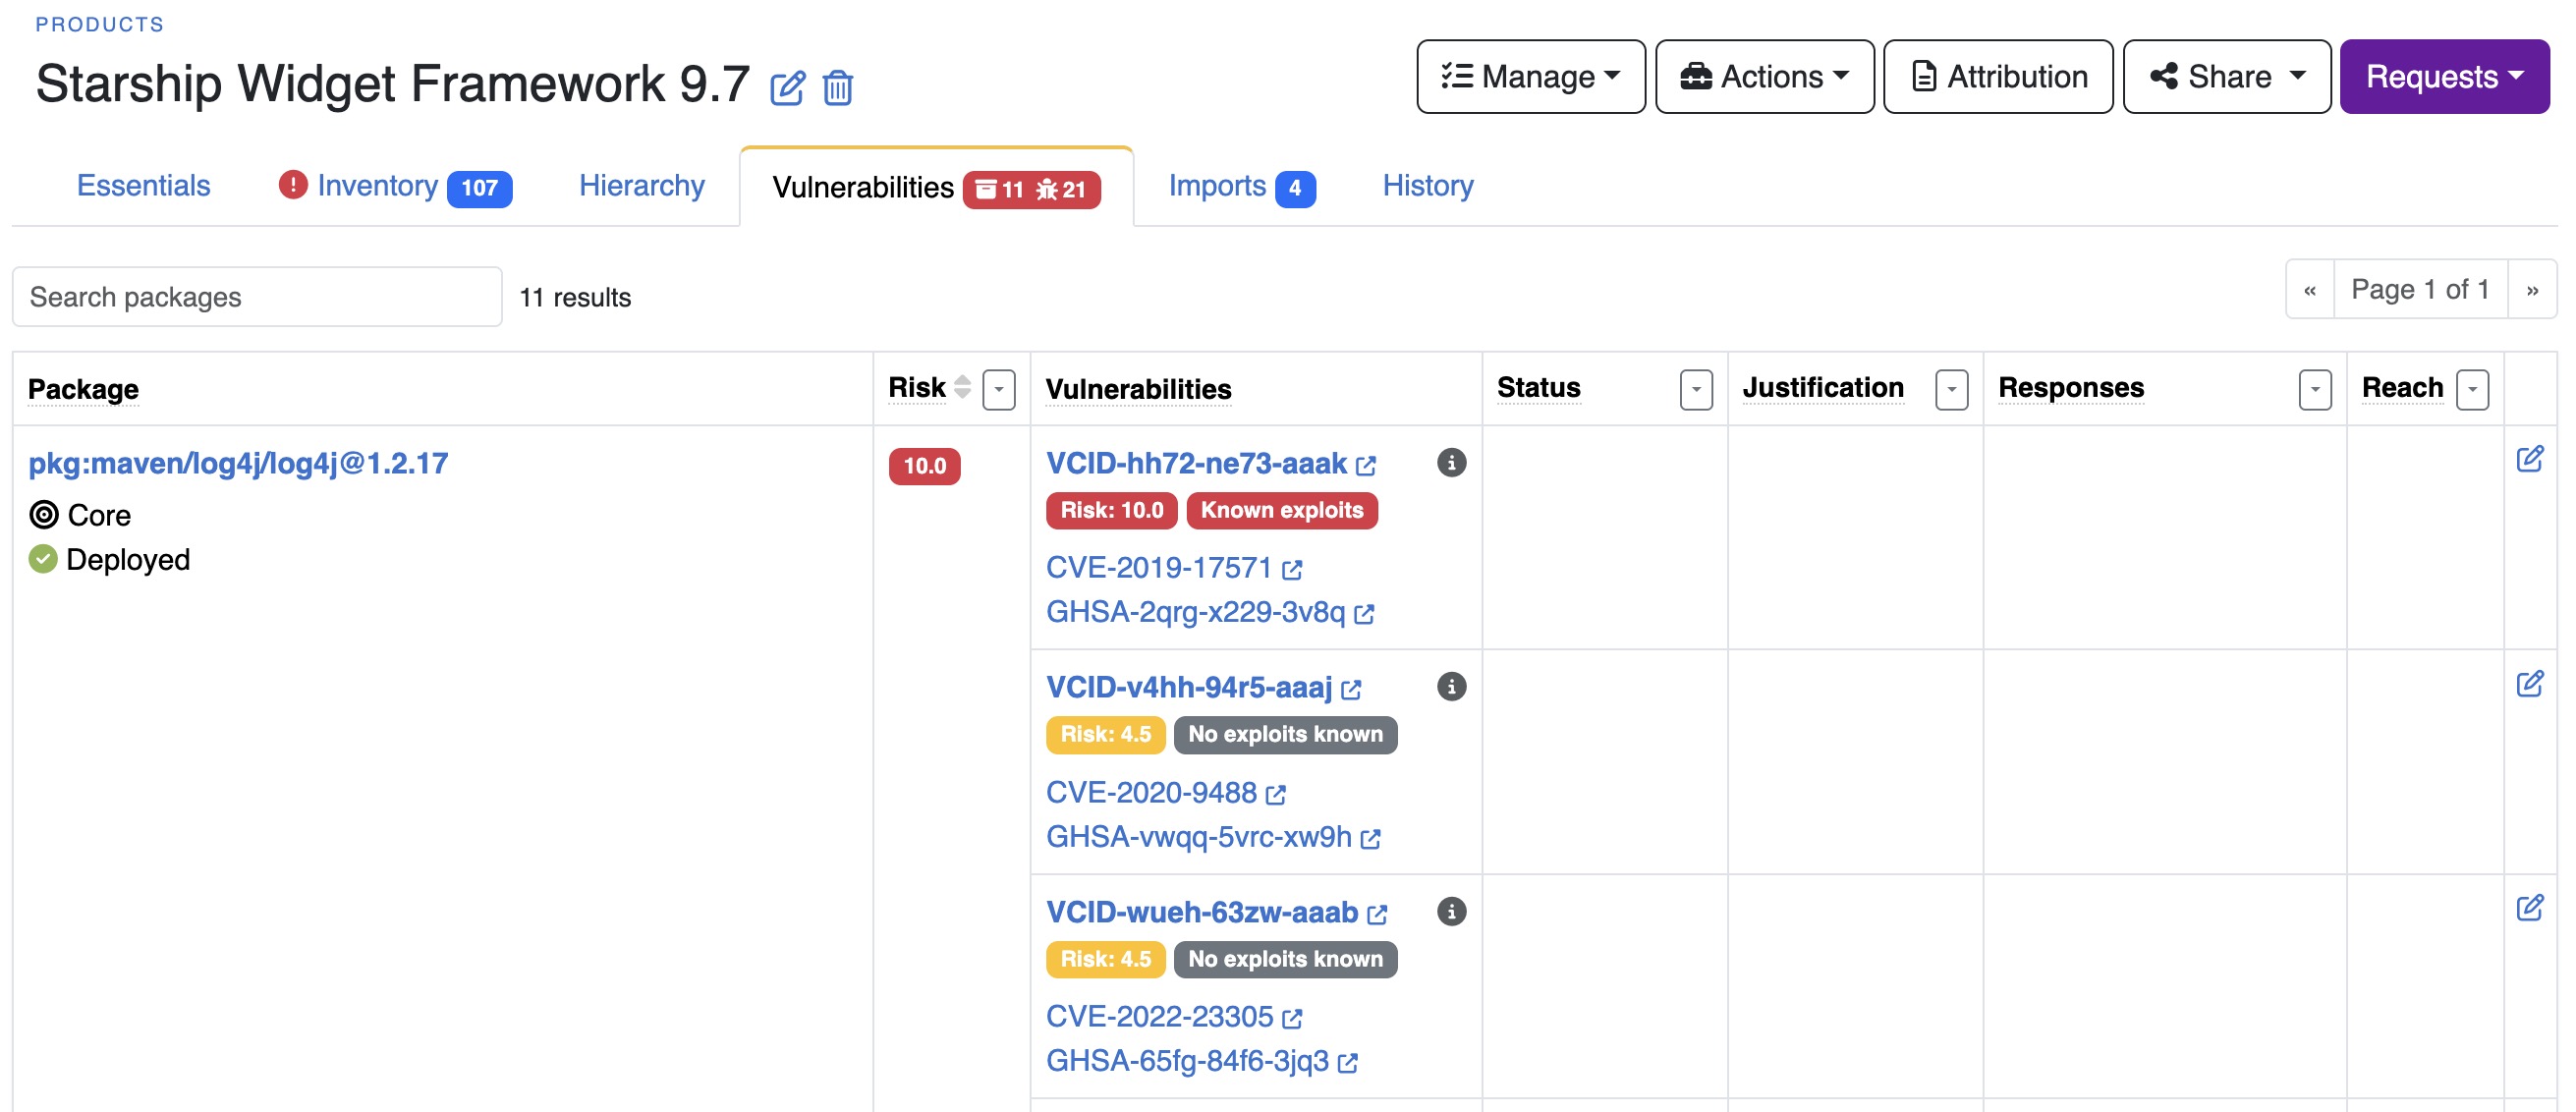 PRODUCTS
Starship Widget Framework 9.7
Manage Actions Attribution Share Requests
Essentials Inventory 107 Hierarchy Vulnerabilities 11 21 Imports 4 History
Search packages 11 results « Page 1 of 1 »
Package Risk Vulnerabilities Status Justification Responses Reach
pkg:maven/log4j/log4j@1.2.17 10.0 VCID-hh72-ne73-aaak
Core Risk: 10.0 Known exploits
Deployed CVE-2019-17571
GHSA-2qrg-x229-3v8q
VCID-v4hh-94r5-aaaj
Risk: 4.5 No exploits known
CVE-2020-9488
GHSA-vwqq-5vrc-xw9h
VCID-wueh-63zw-aaab
Risk: 4.5 No exploits known
CVE-2022-23305
GHSA-65fg-84f6-3jq3